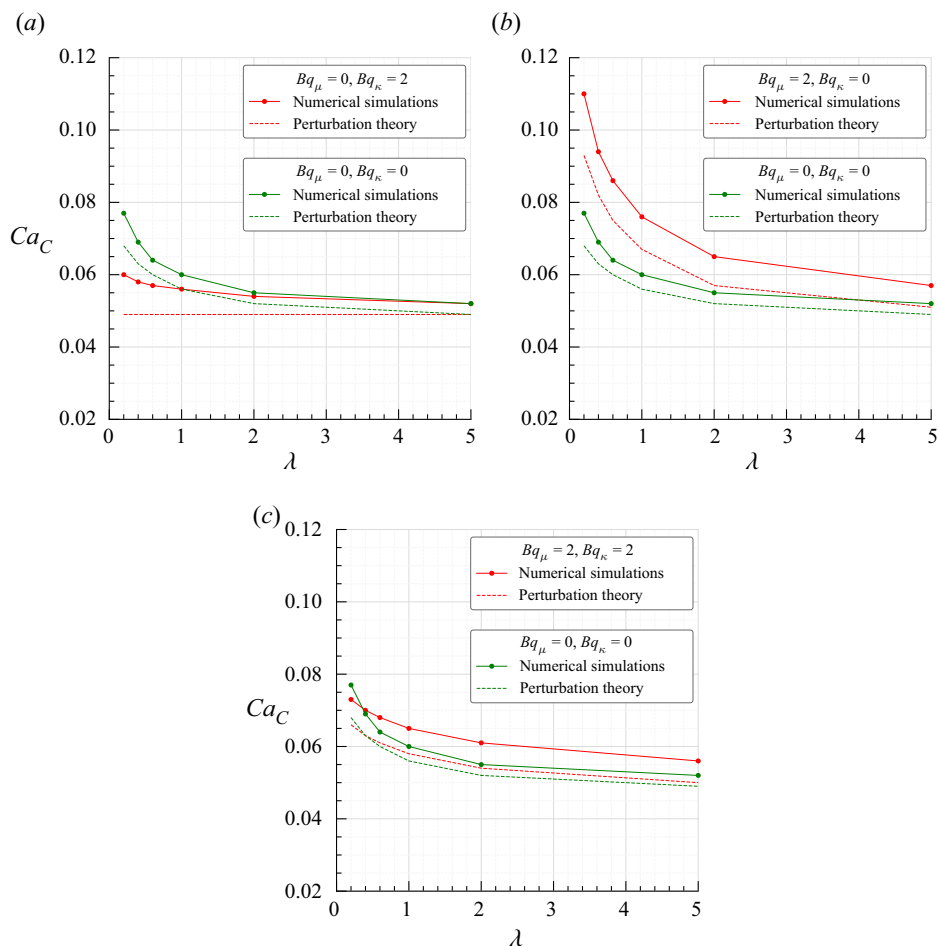 (a)
0.12
0.10
0.08
0.06
0.04
0.02
Ca_C
0 1 2 3 4 5
λ
Bq_μ = 0, Bq_κ = 2
Numerical simulations
Perturbation theory
Bq_μ = 0, Bq_κ = 0
Numerical simulations
Perturbation theory
(b)
0.12
0.10
0.08
0.06
0.04
0.02
0 1 2 3 4 5
λ
Bq_μ = 2, Bq_κ = 0
Numerical simulations
Perturbation theory
Bq_μ = 0, Bq_κ = 0
Numerical simulations
Perturbation theory
(c)
0.12
0.10
0.08
0.06
0.04
0.02
Ca_C
0 1 2 3 4 5
λ
Bq_μ = 2, Bq_κ = 2
Numerical simulations
Perturbation theory
Bq_μ = 0, Bq_κ = 0
Numerical simulations
Perturbation theory